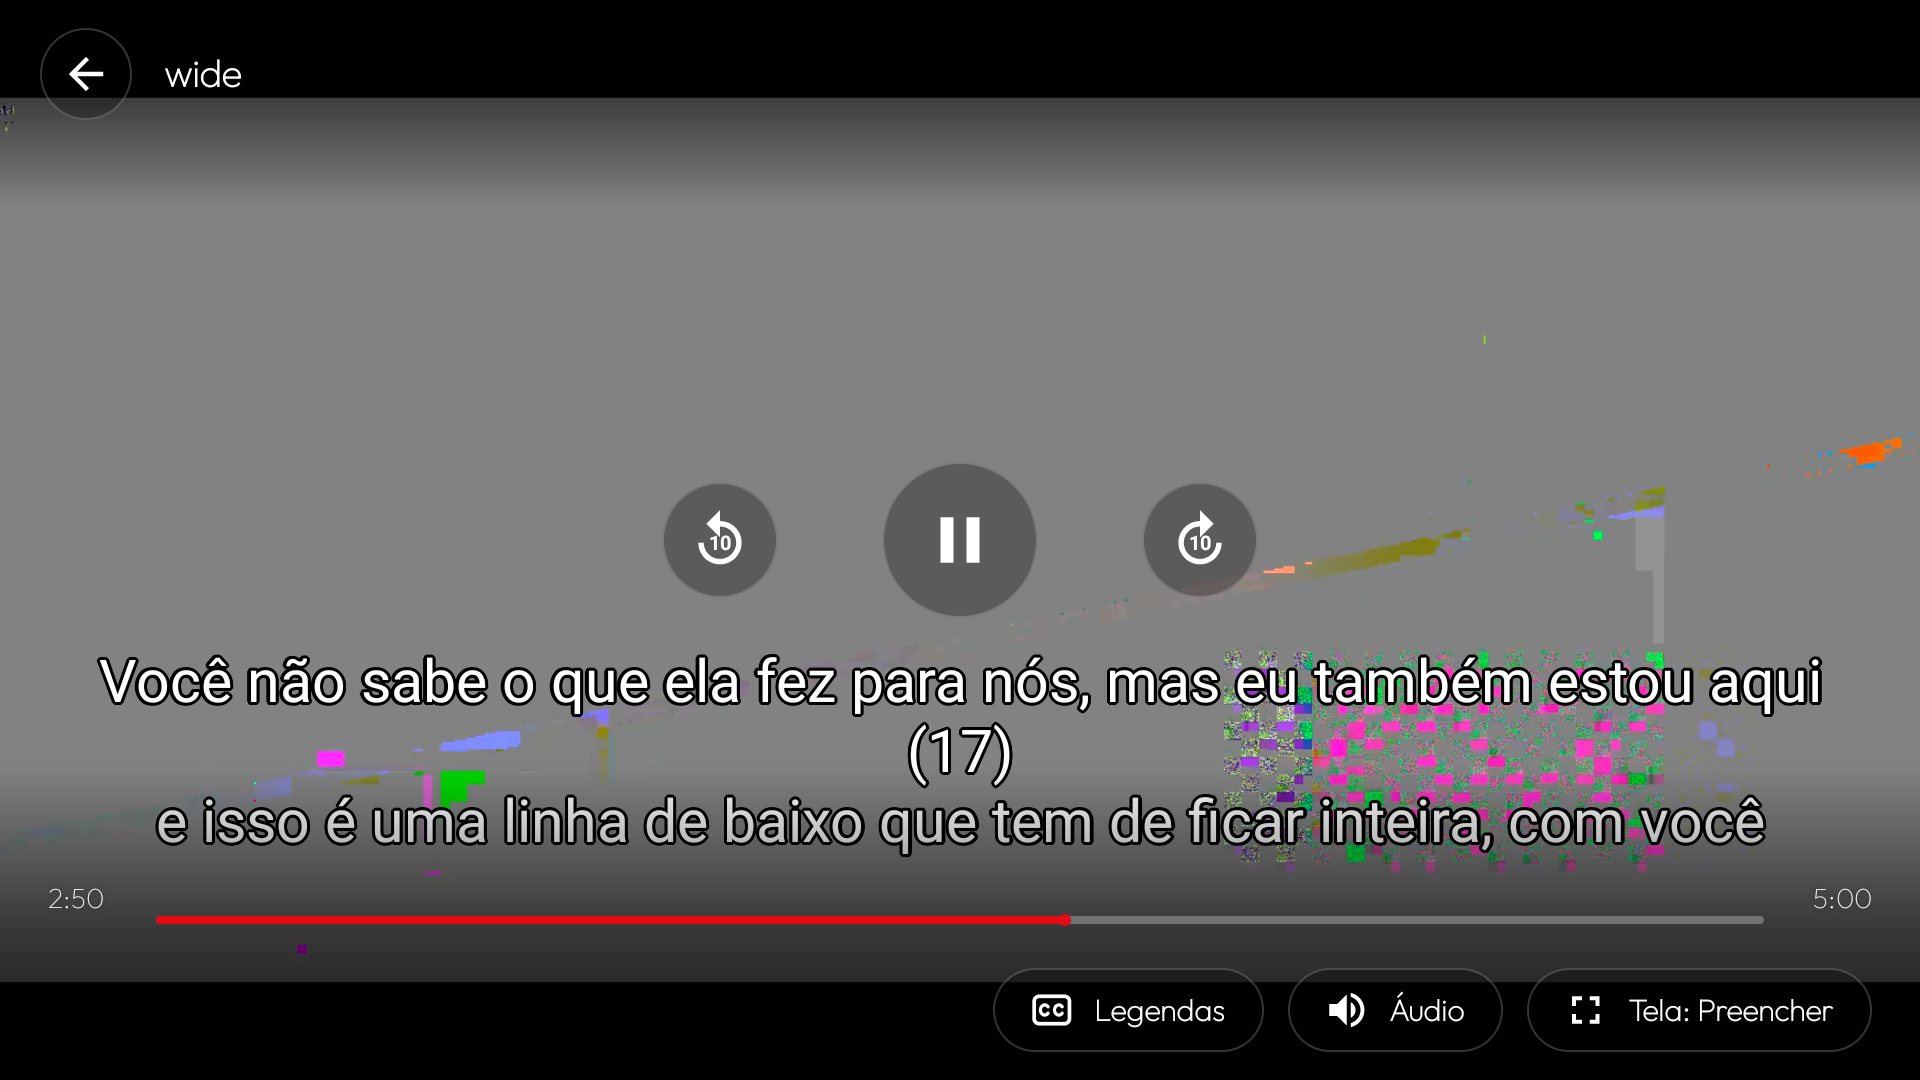 wide
10
10
Você não sabe o que ela fez para nós, mas eu também estou aqui
(17)
e isso é uma linha de baixo que tem de ficar inteira, com você
2:50
5:00
CC Legendas
Áudio
Tela: Preencher